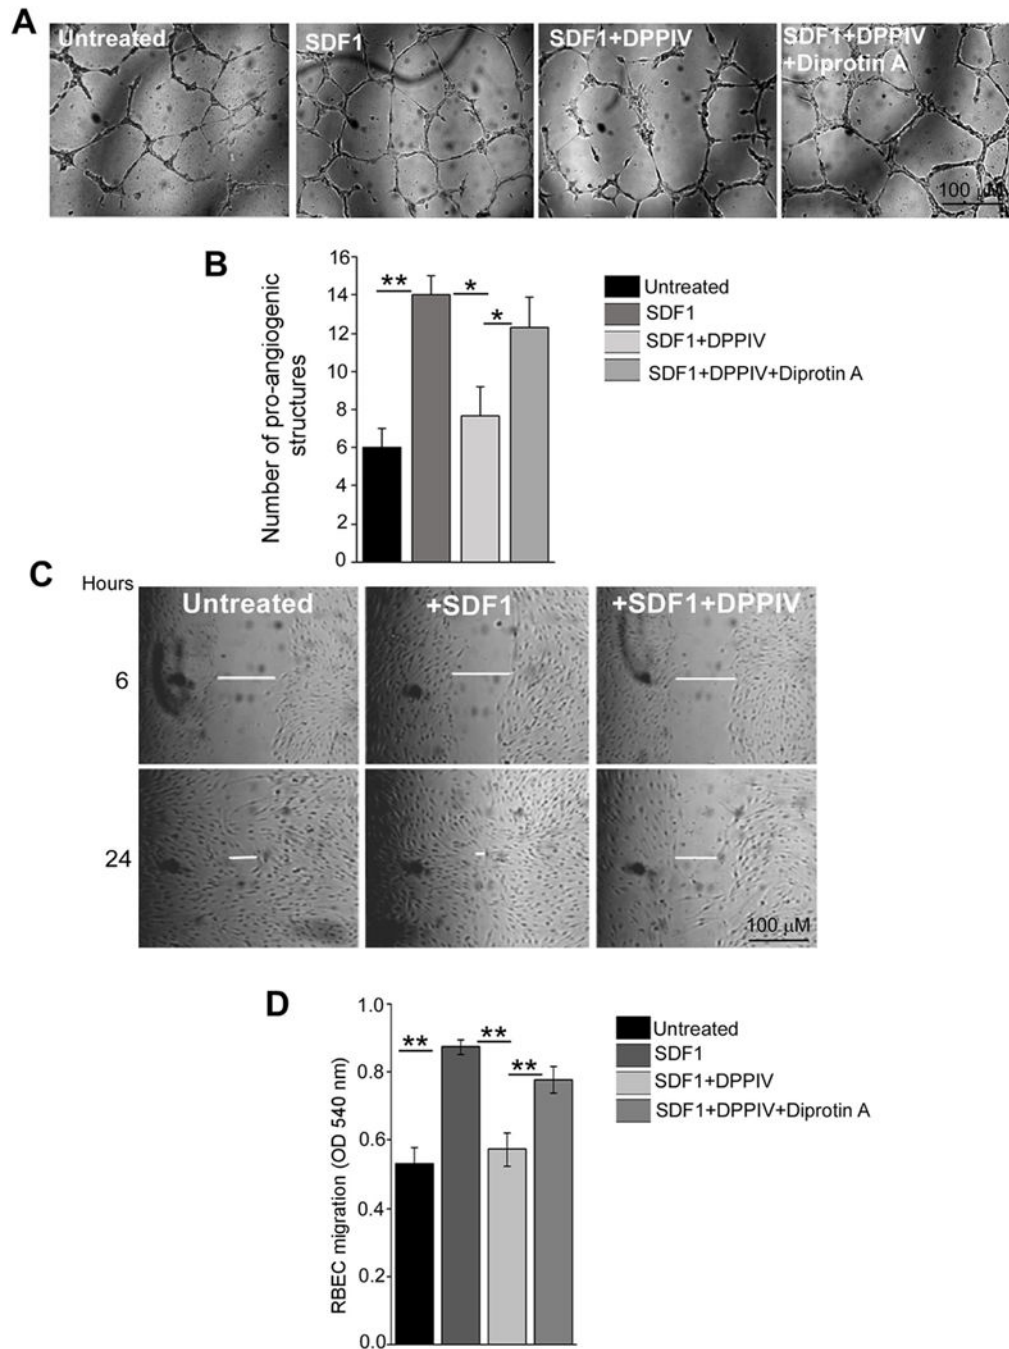 A
Untreated
SDF1
SDF1+DPPIV
SDF1+DPPIV
+Diprotin A
100 µM
B
Number of pro-angiogenic
structures
16
14
12
10
8
6
4
2
0
**
*
*
Untreated
SDF1
SDF1+DPPIV
SDF1+DPPIV+Diprotin A
C
Hours
Untreated
+SDF1
+SDF1+DPPIV
6
24
100 µM
D
RBEC migration (OD 540 nm)
1.0
0.8
0.6
0.4
0.2
0.0
**
**
**
Untreated
SDF1
SDF1+DPPIV
SDF1+DPPIV+Diprotin A